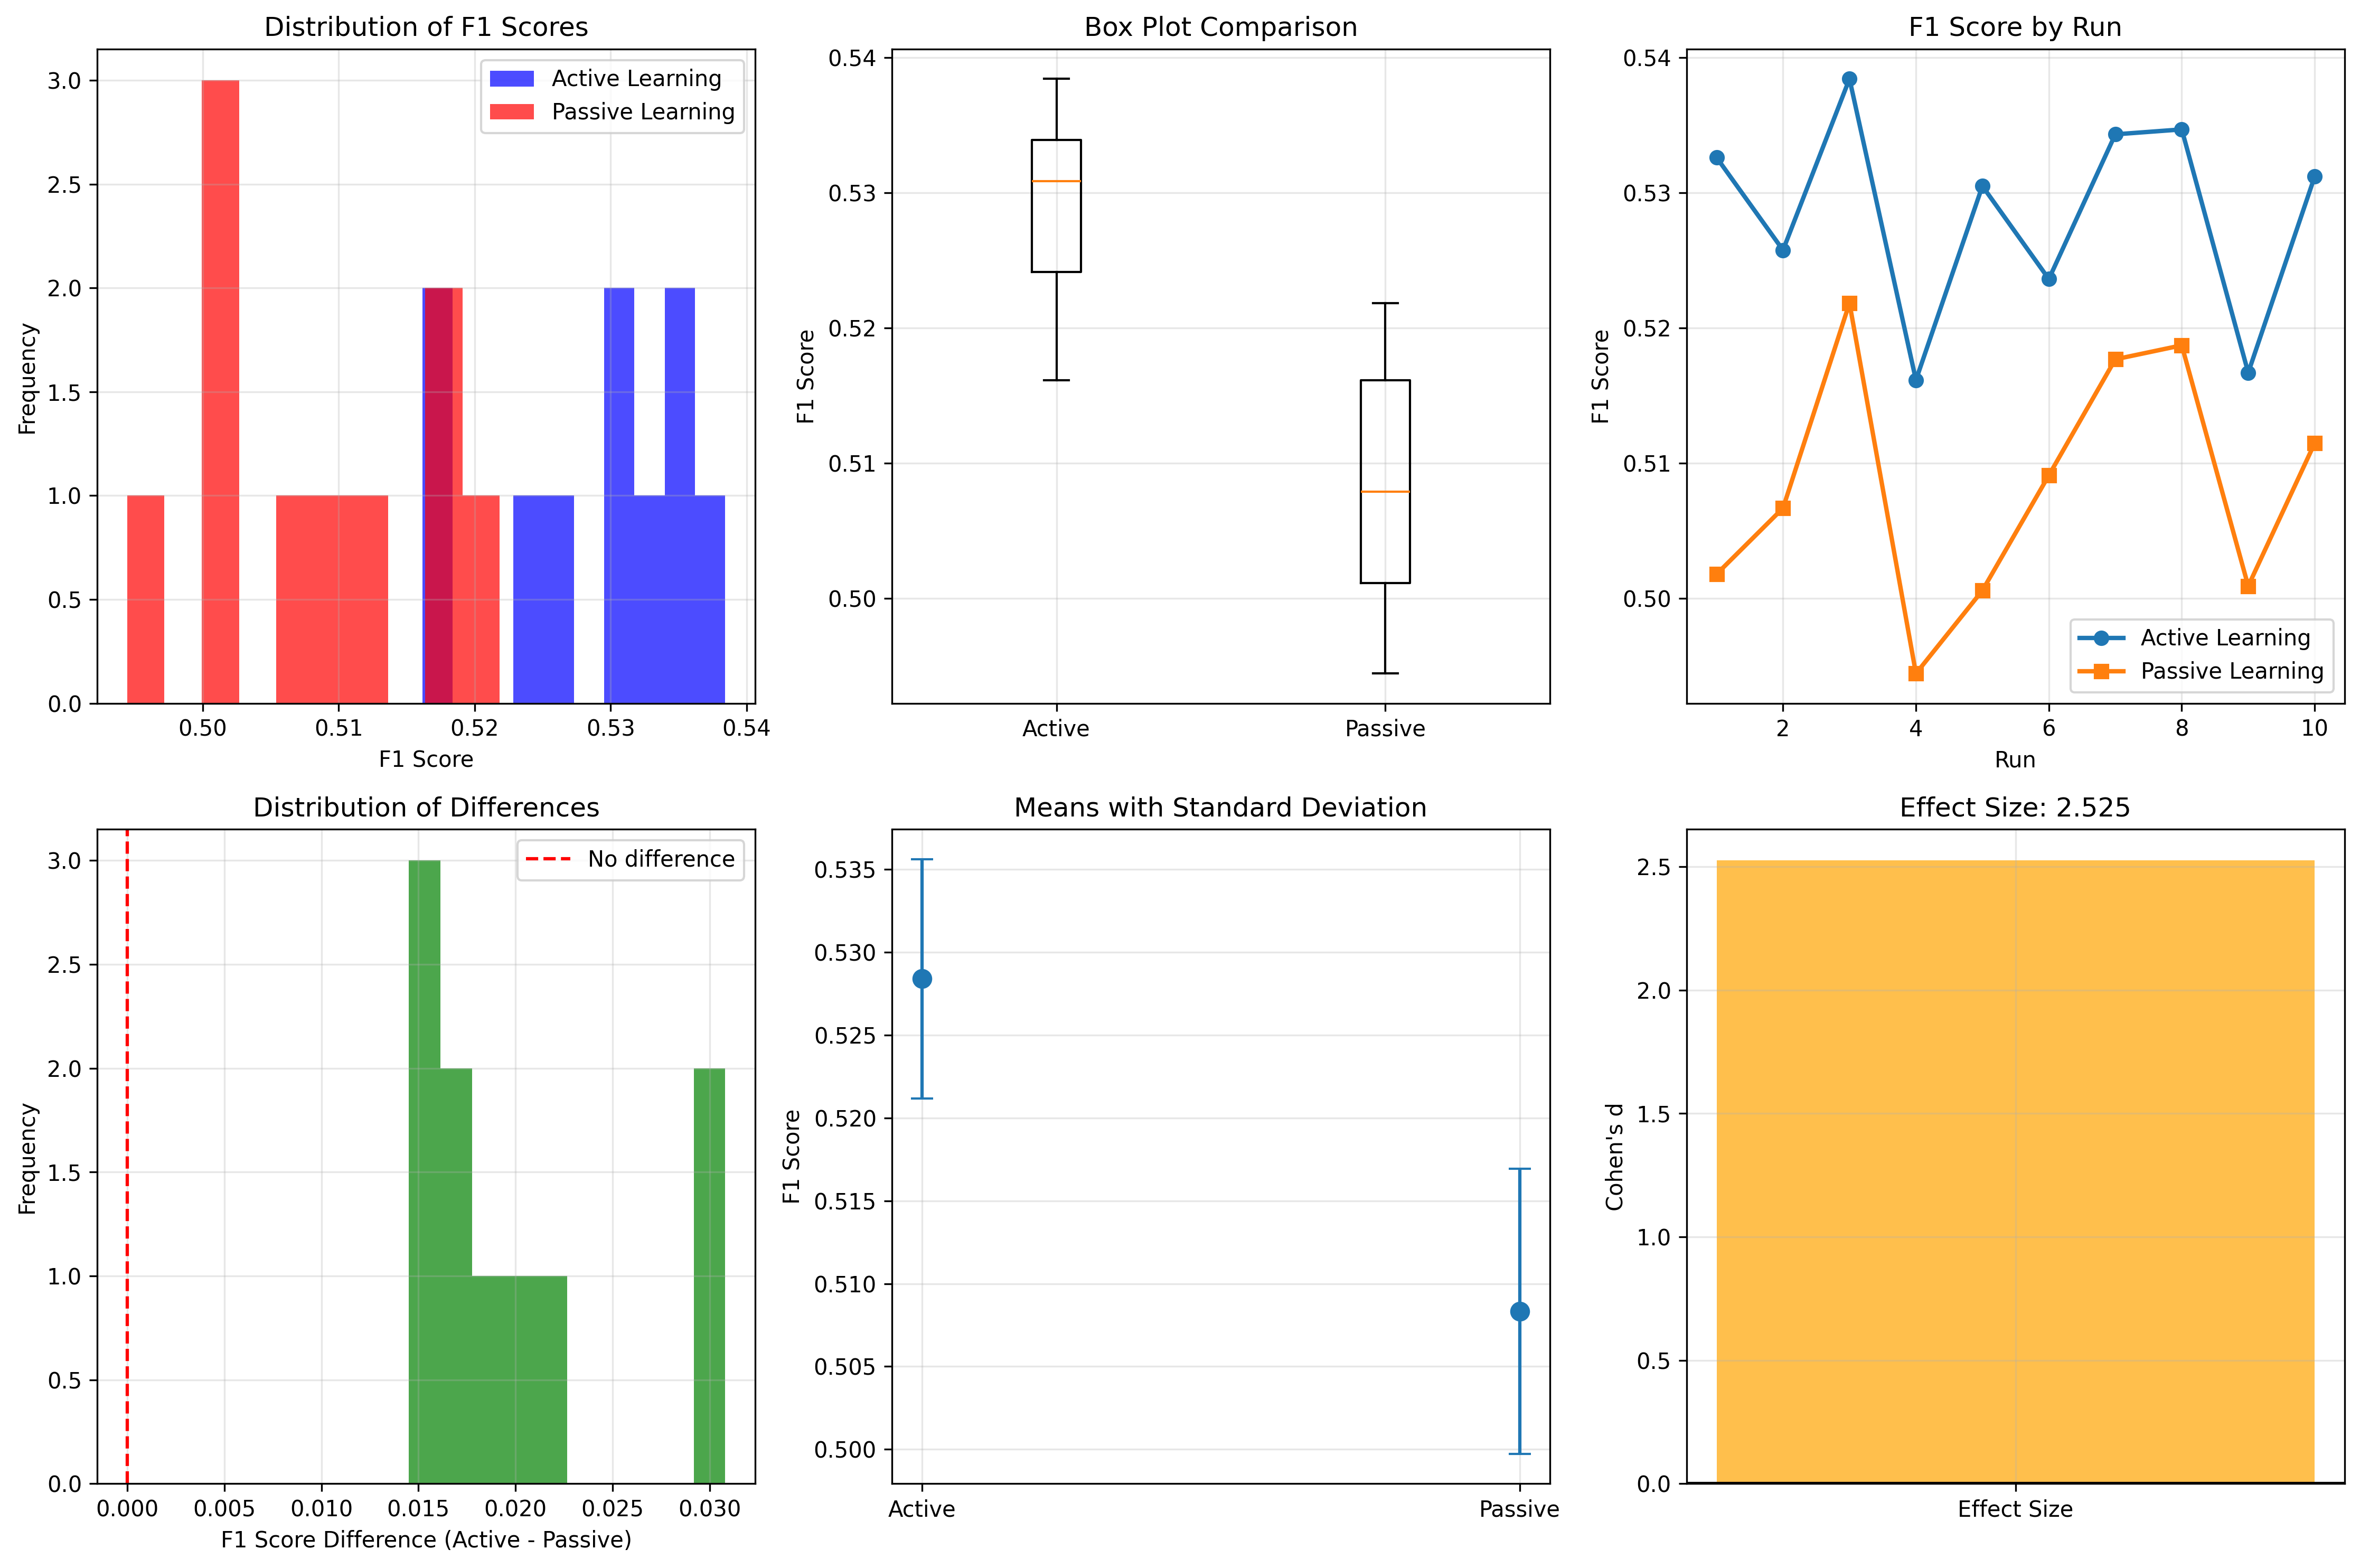 Distribution of F1 Scores
3.0
2.5
2.0
1.5
1.0
0.5
0.0
Frequency
Active Learning
Passive Learning
0.50 0.51 0.52 0.53 0.54
F1 Score
Box Plot Comparison
0.54
0.53
0.52
0.51
0.50
F1 Score
Active Passive
F1 Score by Run
0.54
0.53
0.52
0.51
0.50
F1 Score
Active Learning
Passive Learning
2 4 6 8 10
Run
Distribution of Differences
3.0
2.5
2.0
1.5
1.0
0.5
0.0
Frequency
No difference
0.000 0.005 0.010 0.015 0.020 0.025 0.030
F1 Score Difference (Active - Passive)
Means with Standard Deviation
0.535
0.530
0.525
0.520
0.515
0.510
0.505
0.500
F1 Score
Active Passive
Effect Size: 2.525
2.5
2.0
1.5
1.0
0.5
0.0
Cohen's d
Effect Size